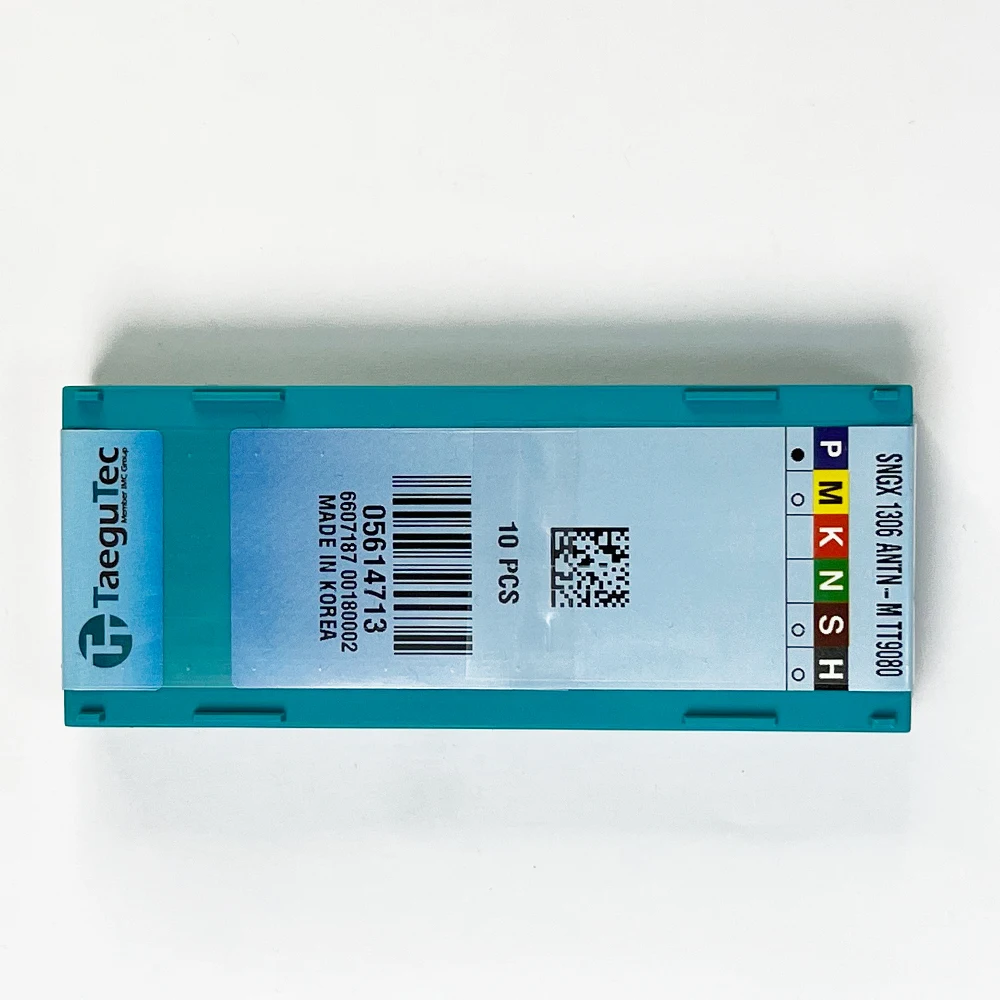 TaeguTec
Member IMC Group
SNGX 1306 ANTN - M TT9080
P M K N S H
10 PCS
05614713
6607187 00180002
MADE IN KOREA